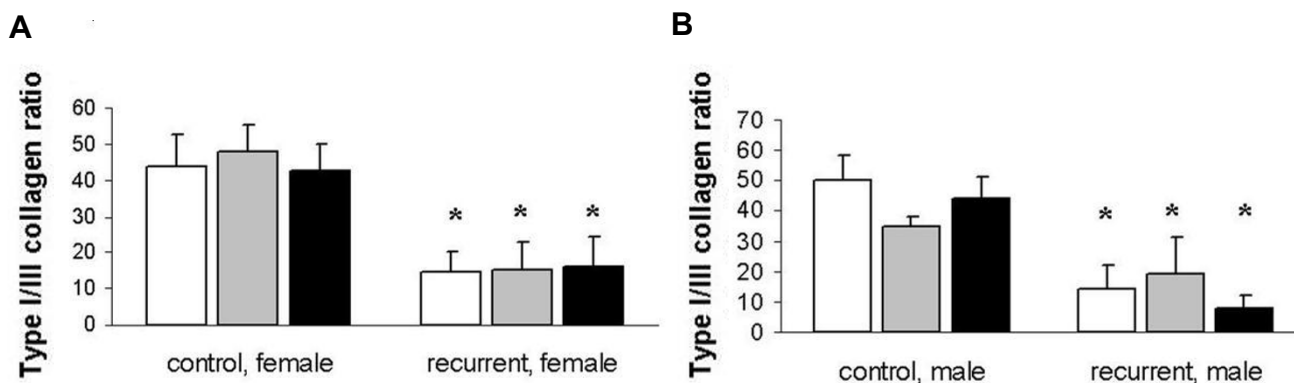 A
B
Type I/III collagen ratio
60
50
40
30
20
10
0
* * *
control, female recurrent, female
Type I/III collagen ratio
70
60
50
40
30
20
10
0
* * *
control, male recurrent, male